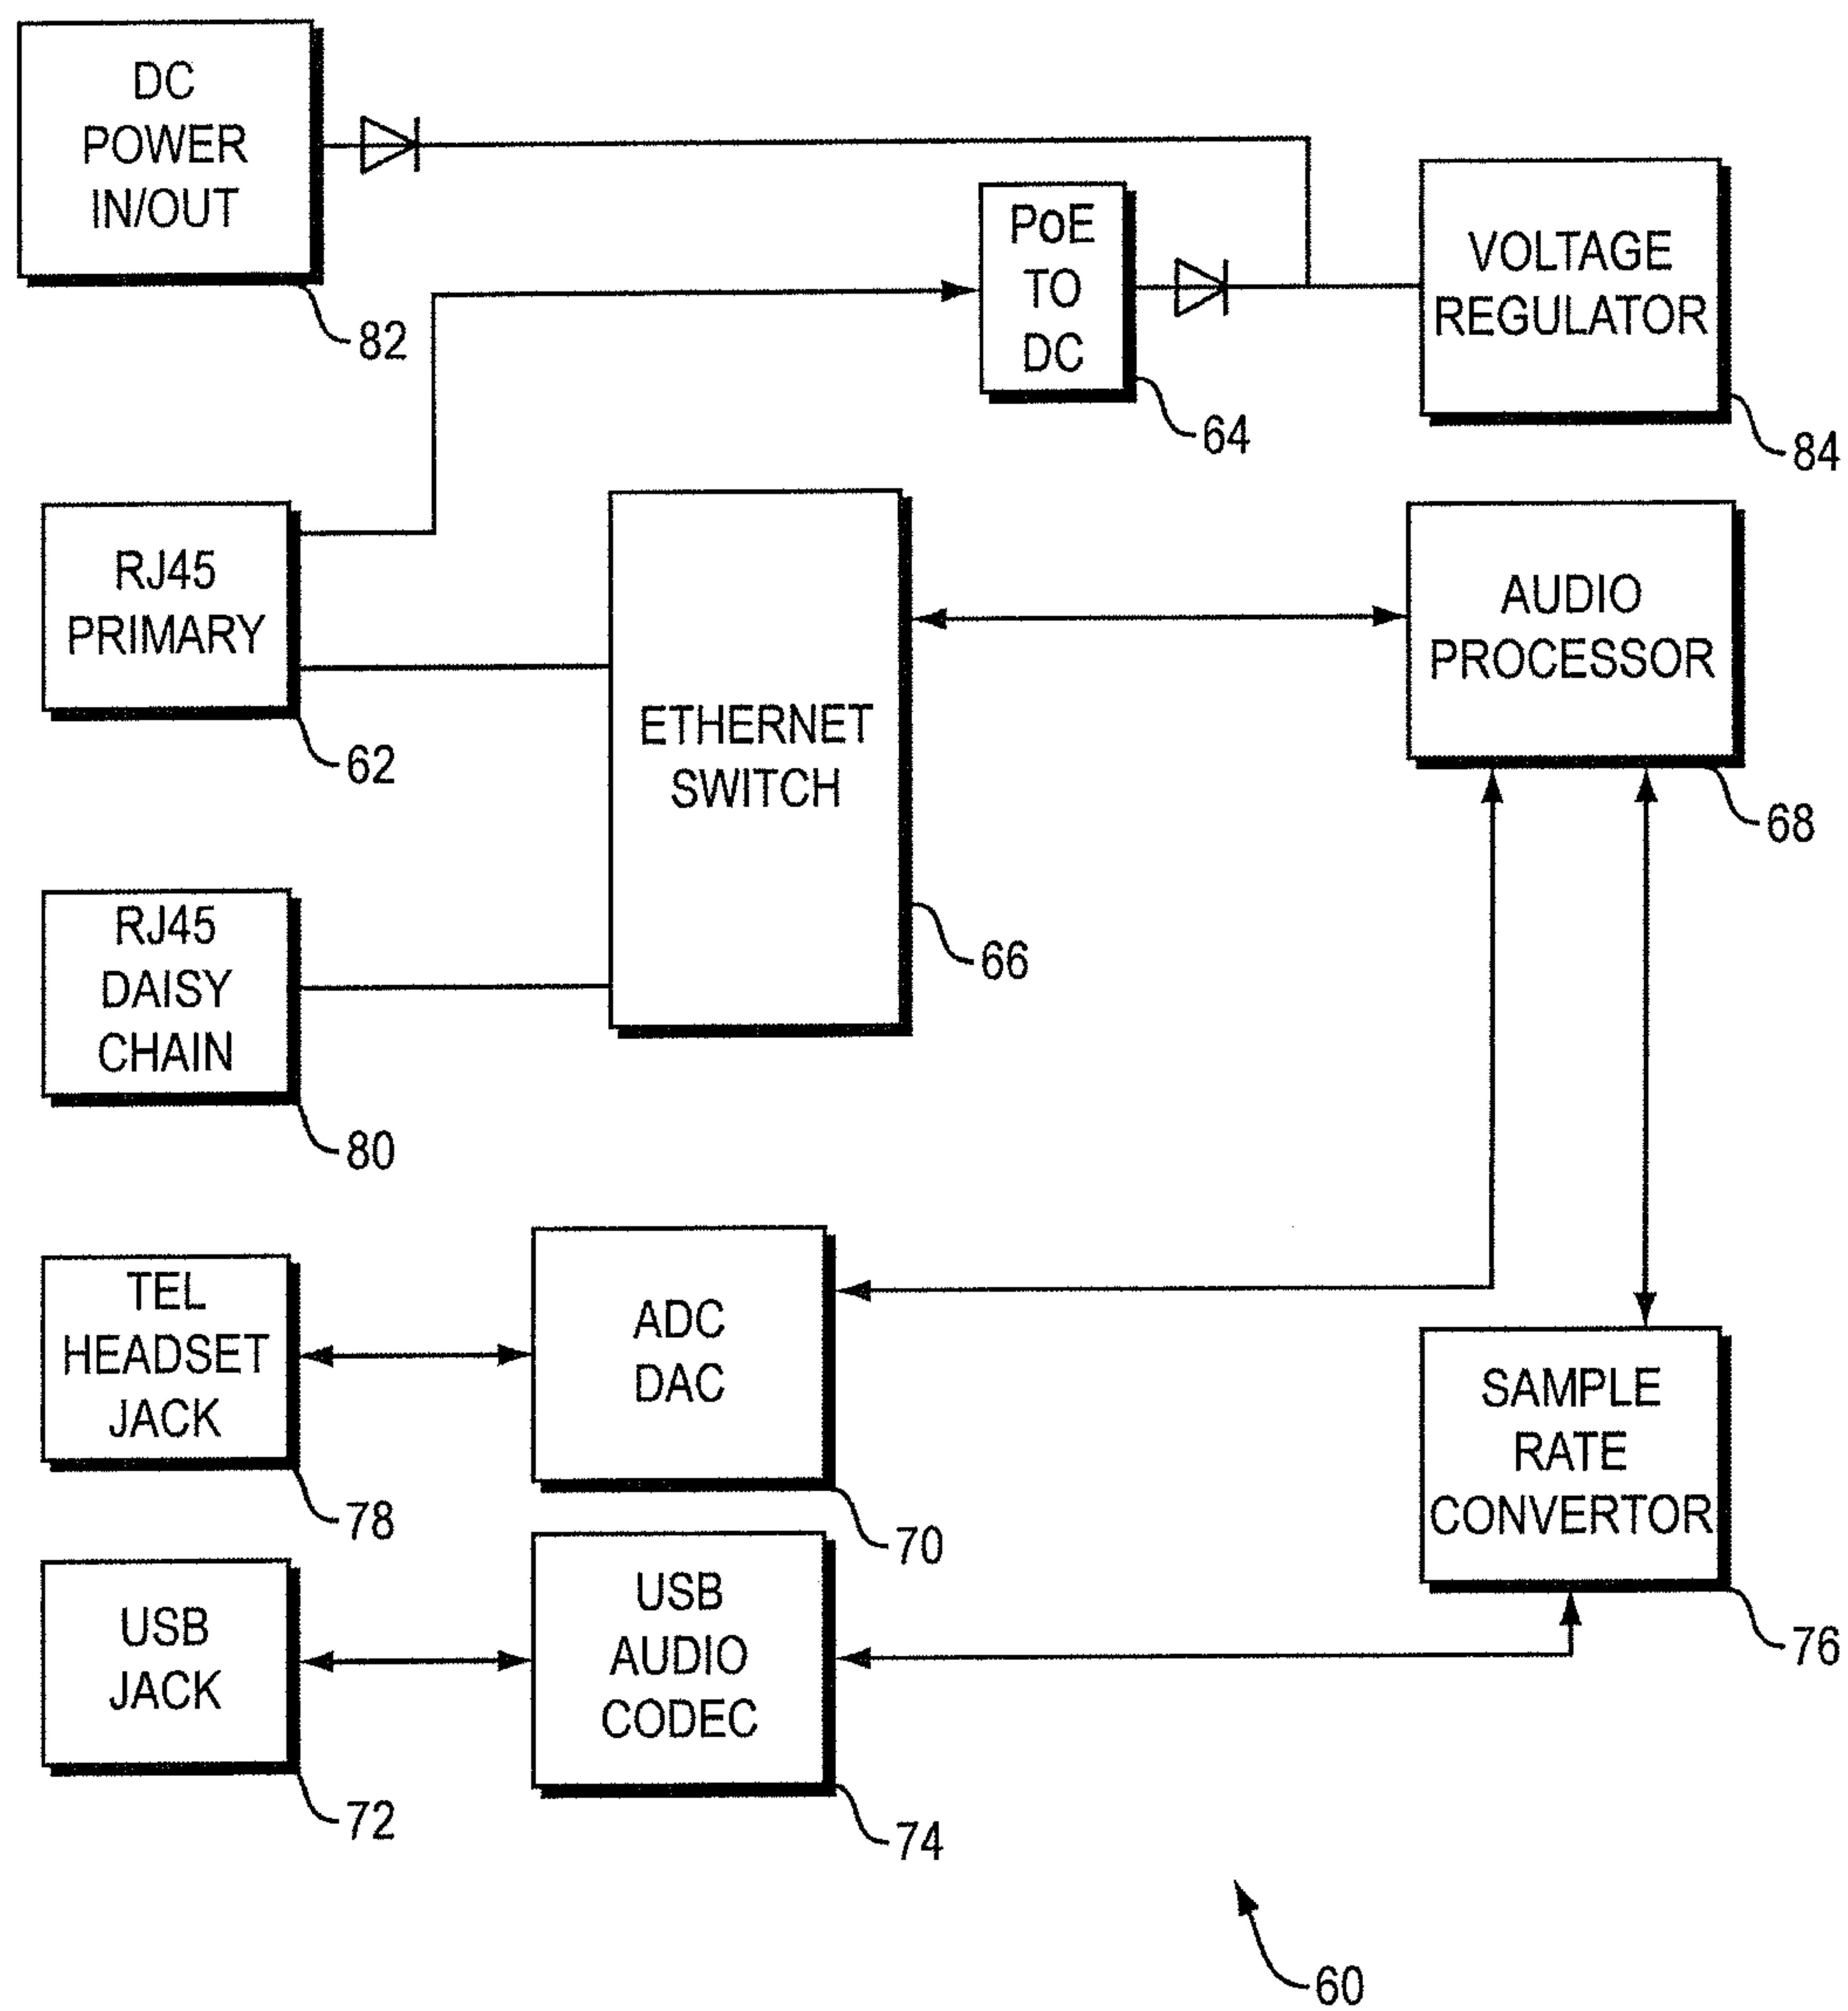 DC
POWER
IN/OUT
82
PoE
TO
DC
64
VOLTAGE
REGULATOR
84
RJ45
PRIMARY
62
ETHERNET
SWITCH
66
AUDIO
PROCESSOR
68
RJ45
DAISY
CHAIN
80
TEL
HEADSET
JACK
78
ADC
DAC
70
SAMPLE
RATE
CONVERTOR
76
USB
JACK
72
USB
AUDIO
CODEC
74
60